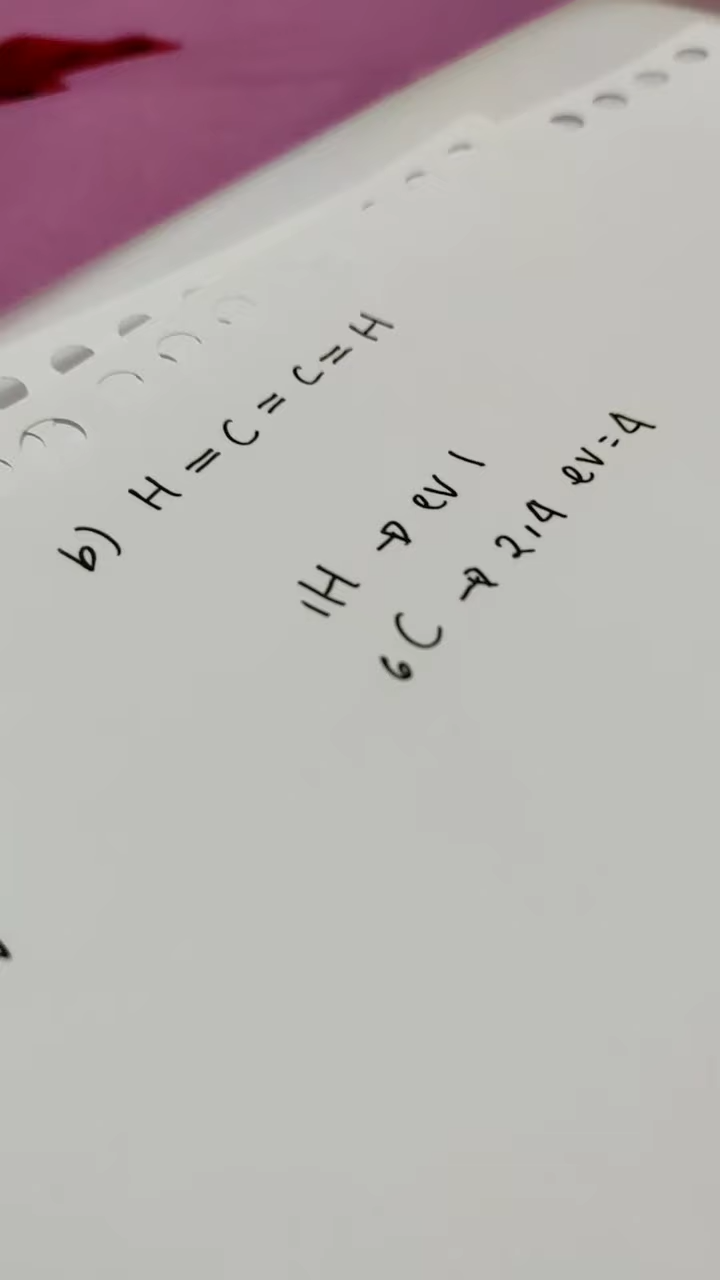 b) H = C = C = H
1H → ev 1
6C → 2,4 ev = 4